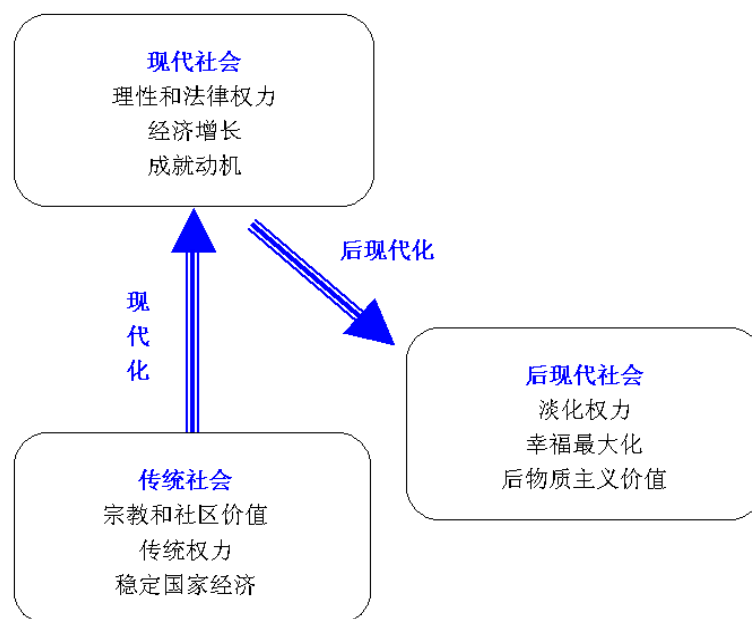 现代社会
理性和法律权力
经济增长
成就动机
后现代化
现
代
化
后现代社会
淡化权力
幸福最大化
后物质主义价值
传统社会
宗教和社区价值
传统权力
稳定国家经济